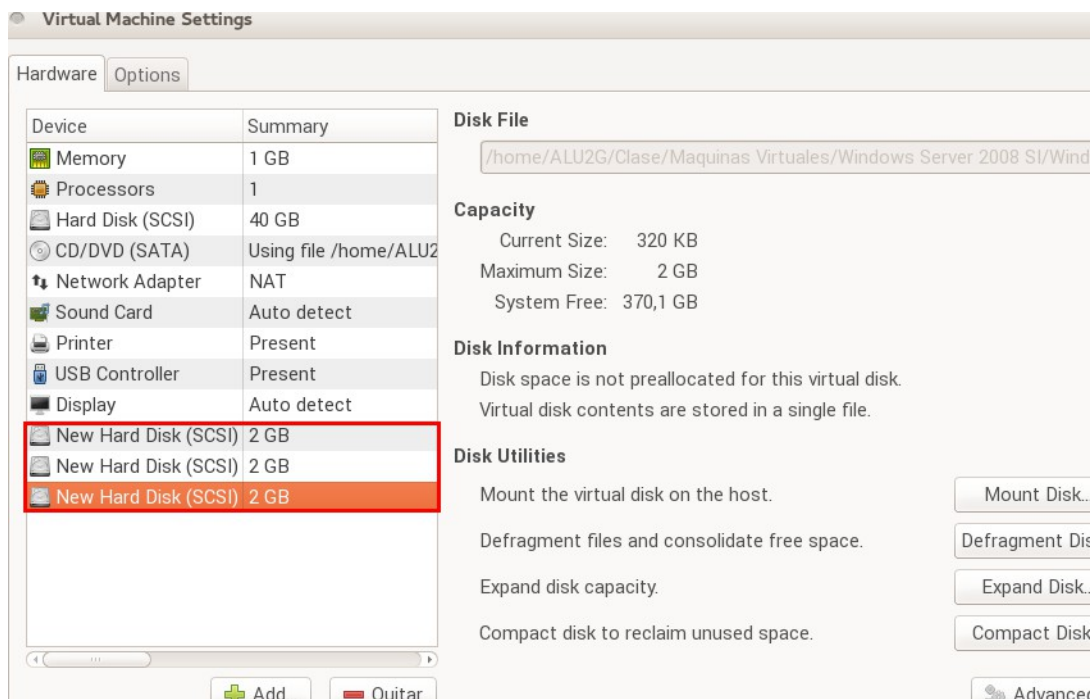 Virtual Machine Settings
Hardware Options
Device Summary
Memory 1 GB
Processors 1
Hard Disk (SCSI) 40 GB
CD/DVD (SATA) Using file /home/ALU2
Network Adapter NAT
Sound Card Auto detect
Printer Present
USB Controller Present
Display Auto detect
New Hard Disk (SCSI) 2 GB
New Hard Disk (SCSI) 2 GB
New Hard Disk (SCSI) 2 GB
Add... Quitar
Disk File
/home/ALU2G/Clase/Maquinas Virtuales/Windows Server 2008 SI/Wind
Capacity
Current Size: 320 KB
Maximum Size: 2 GB
System Free: 370,1 GB
Disk Information
Disk space is not preallocated for this virtual disk.
Virtual disk contents are stored in a single file.
Disk Utilities
Mount the virtual disk on the host. Mount Disk..
Defragment files and consolidate free space. Defragment Dis
Expand disk capacity. Expand Disk..
Compact disk to reclaim unused space. Compact Disk
Advanced